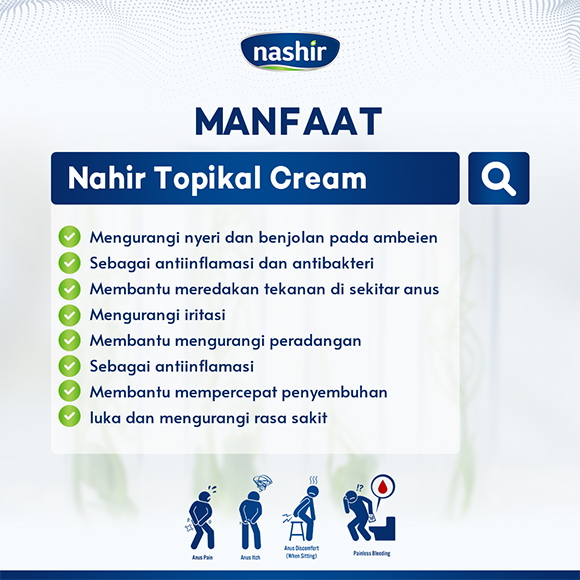 nashir
MANFAAT
Nahir Topikal Cream
Mengurangi nyeri dan benjolan pada ambeien
Sebagai antiinflamasi dan antibakteri
Membantu meredakan tekanan di sekitar anus
Mengurangi iritasi
Membantu mengurangi peradangan
Sebagai antiinflamasi
Membantu mempercepat penyembuhan
luka dan mengurangi rasa sakit
!?
Anus Pain
Anus Itch
Anus Discomfort
(When Sitting)
Painless Bleeding